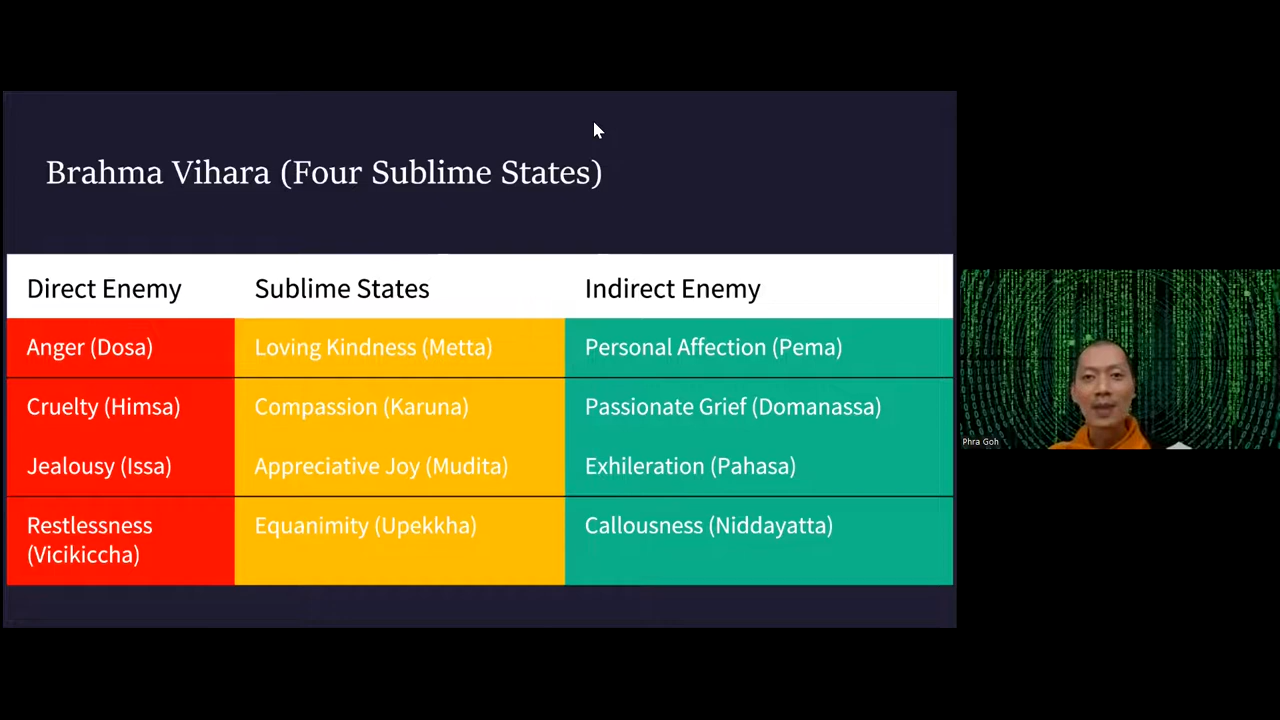 Brahma Vihara (Four Sublime States)
Direct Enemy
Sublime States
Indirect Enemy
Anger (Dosa)
Loving Kindness (Metta)
Personal Affection (Pema)
Cruelty (Himsa)
Compassion (Karuna)
Passionate Grief (Domanassa)
Jealousy (Issa)
Appreciative Joy (Mudita)
Exhileration (Pahasa)
Restlessness
(Vicikiccha)
Equanimity (Upekkha)
Callousness (Niddayatta)
Phra Goh